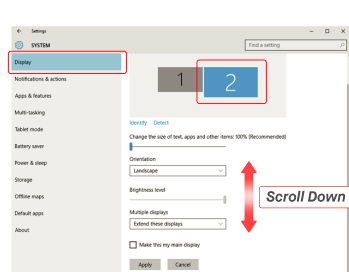 Settings
SYSTEM
Find a setting
Display
Notifications & actions
Apps & features
Multi-tasking
Tablet mode
Battery saver
Power & sleep
Storage
Offline maps
Default apps
About
1
2
Identify Detect
Change the size of text, apps and other items: 100% (Recommended)
Orientation
Landscape
Brightness level
Multiple displays
Extend these displays
Make this my main display
Apply Cancel
Scroll Down